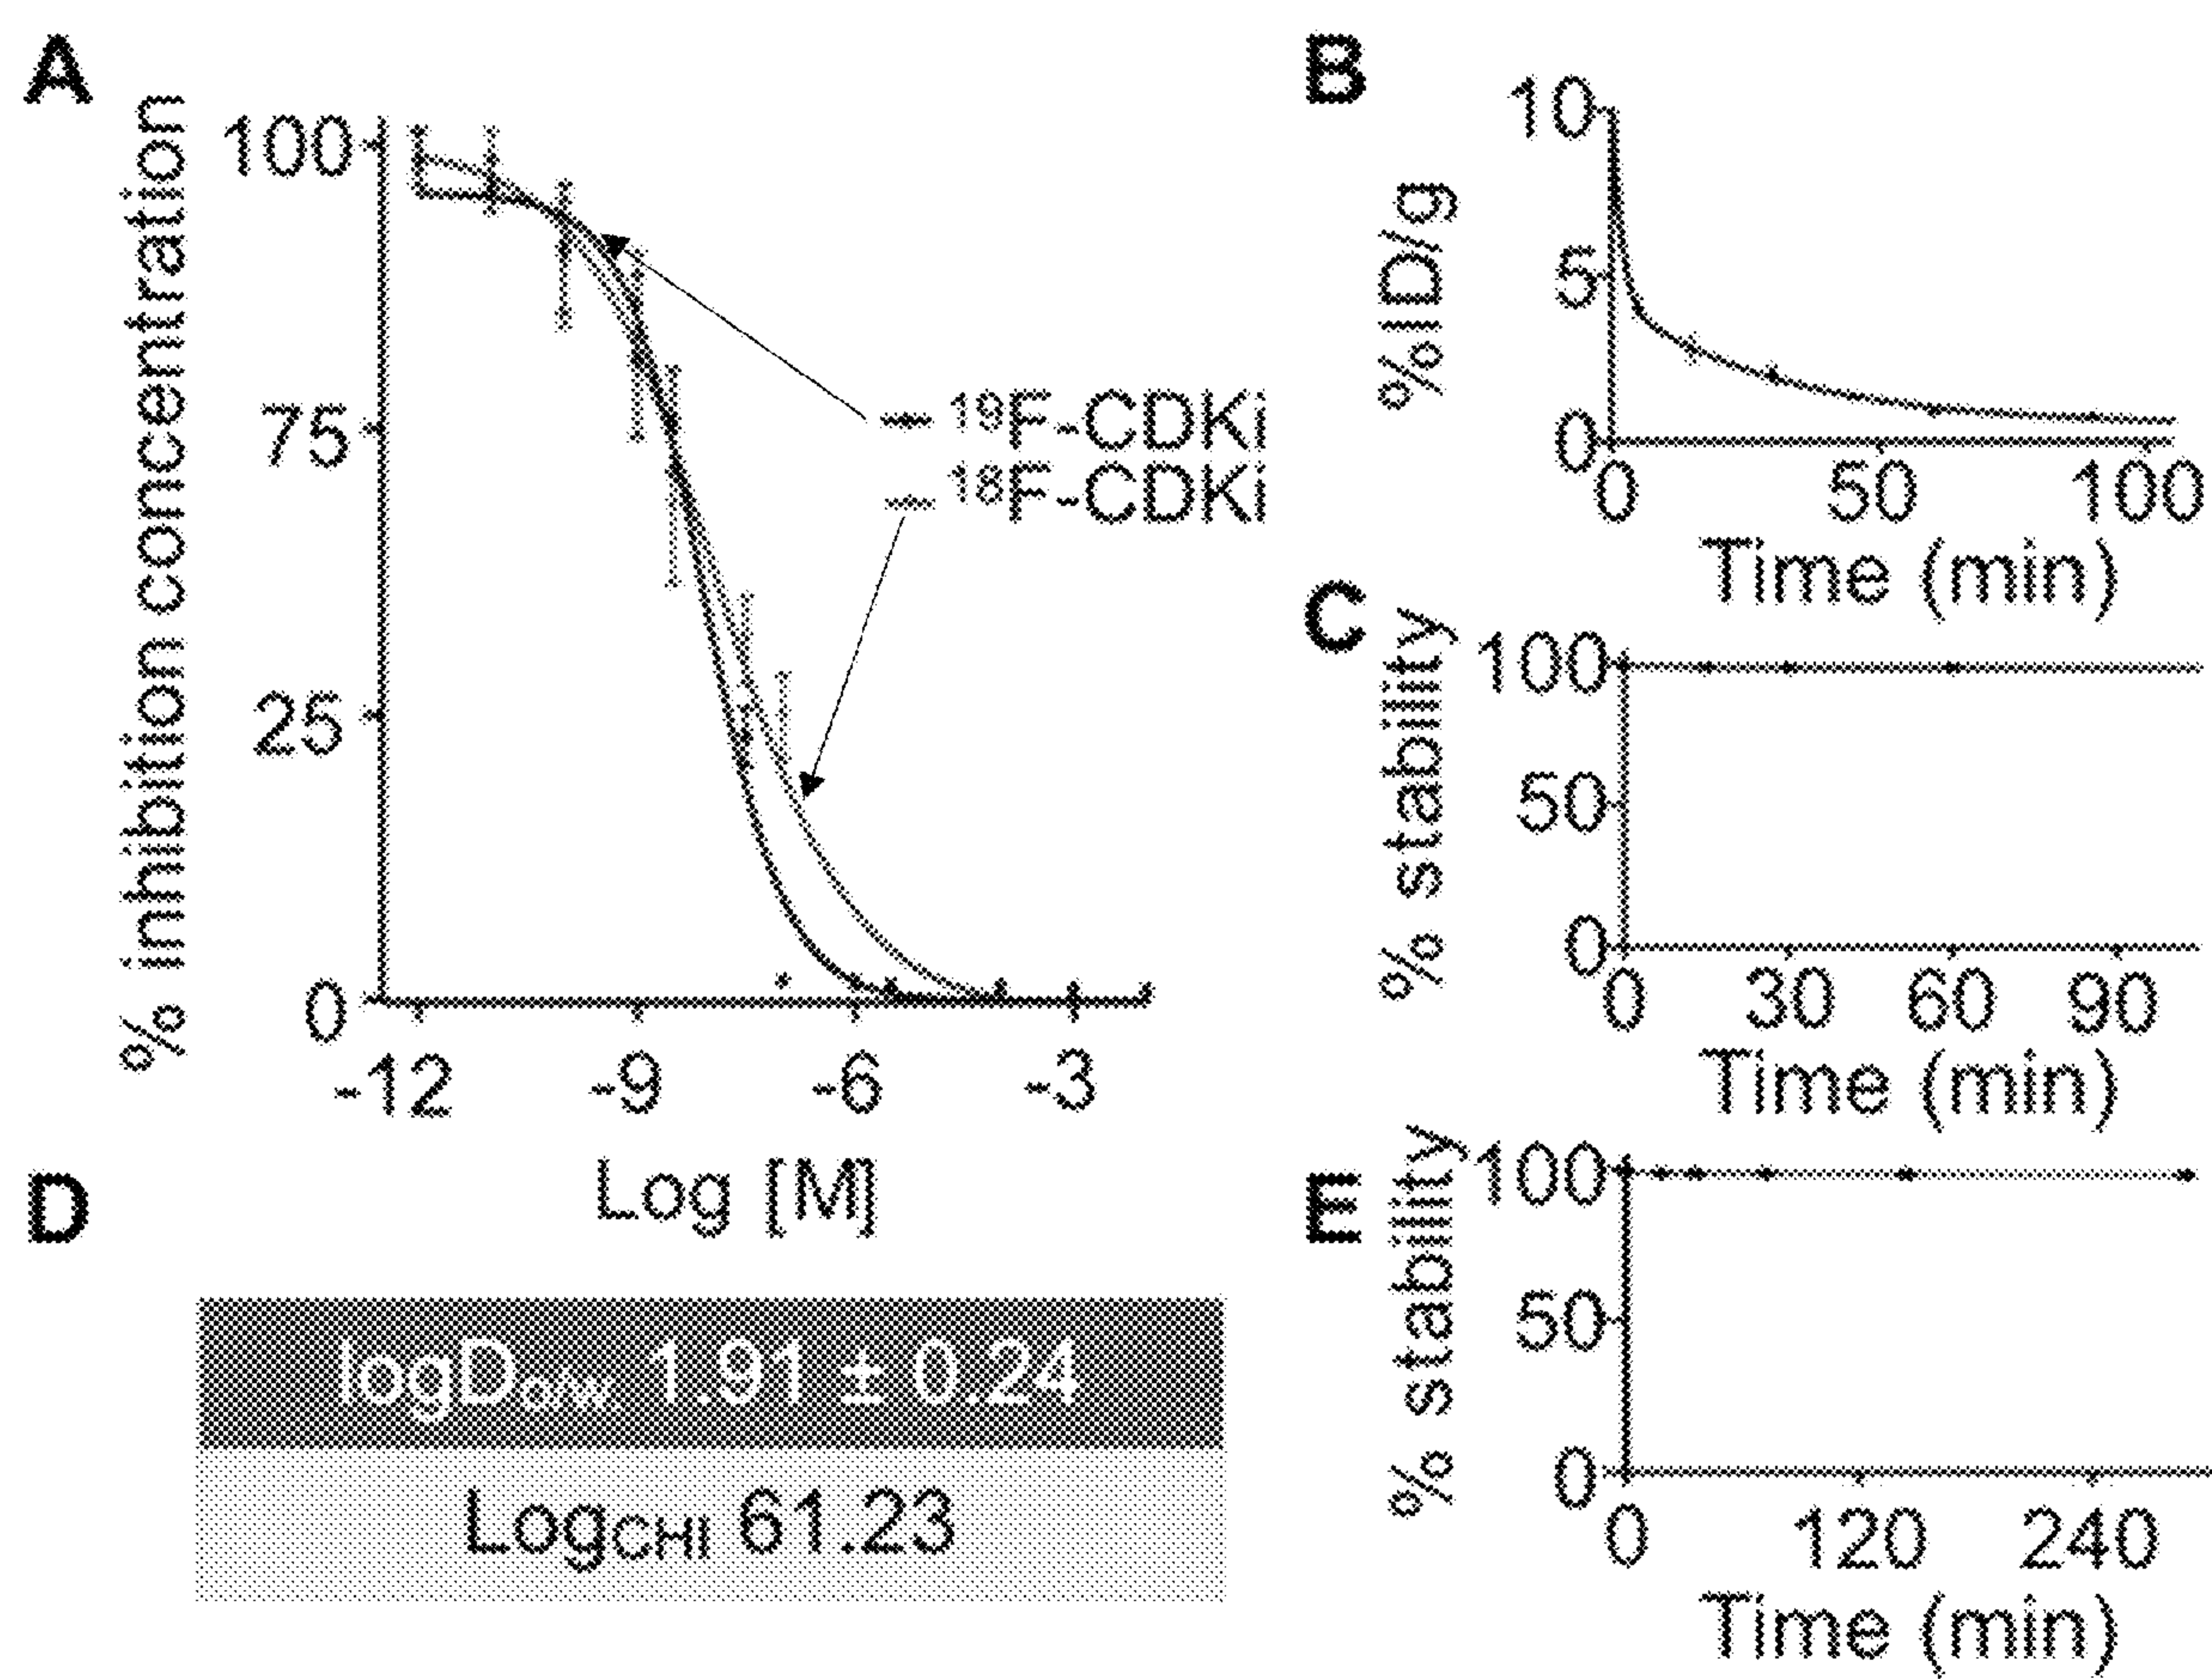 A
% inhibition concentration
100
75
25
0
-12 -9 -6 -3
Log [M]
¹⁹F-CDKi
¹⁸F-CDKi
B
%ID/g
10
5
0
0 50 100
Time (min)
C
% stability
100
50
0
0 30 60 90
Time (min)
D
logD 1.91 ± 0.24
LogCHI 61.23
E
% stability
100
50
0
0 120 240
Time (min)